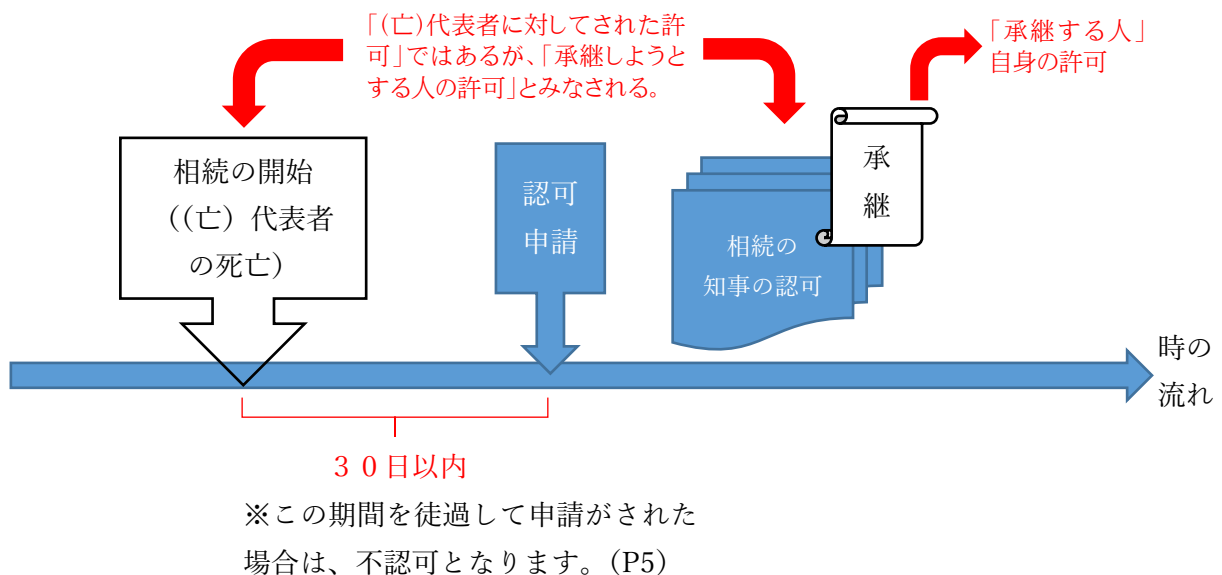 「(亡)代表者に対してされた許
可」ではあるが、「承継しようと
する人の許可」とみなされる。
「承継する人」
自身の許可
相続の開始
((亡) 代表者
の死亡)
認可
申請
相続の
知事の認可
承
継
時の
流れ
３０日以内
※この期間を徒過して申請がされた
場合は、不認可となります。(P5)